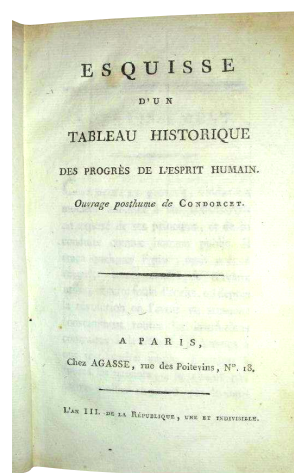 ESQUISSE
D'UN
TABLEAU HISTORIQUE
DES PROGRÈS DE L'ESPRIT HUMAIN.
Ouvrage posthume de CONDORCET.
A PARIS,
Chez AGASSE, rue des Poitevins, N°. 18.
L'AN III. DE LA RÉPUBLIQUE, UNE ET INDIVISIBLE.